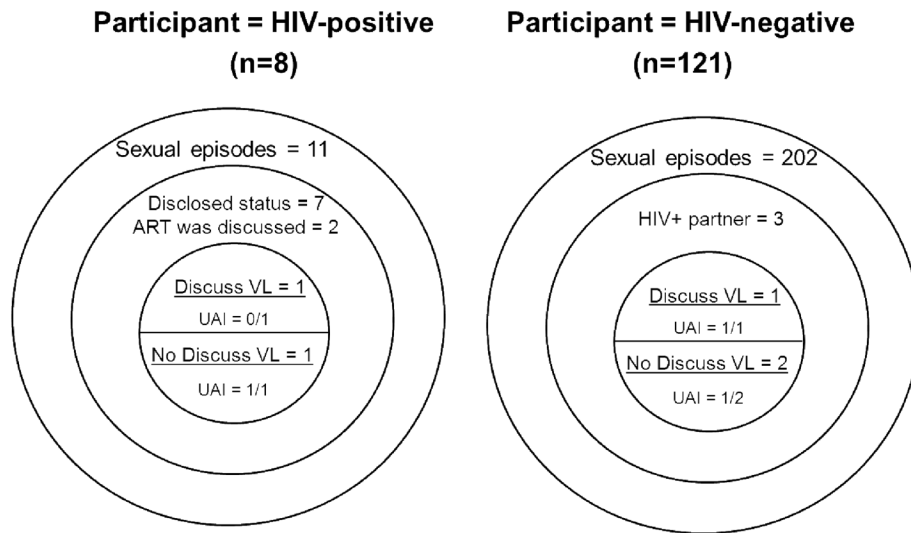 Participant = HIV-positive
(n=8)
Sexual episodes = 11
Disclosed status = 7
ART was discussed = 2
Discuss VL = 1
UAI = 0/1
No Discuss VL = 1
UAI = 1/1
Participant = HIV-negative
(n=121)
Sexual episodes = 202
HIV+ partner = 3
Discuss VL = 1
UAI = 1/1
No Discuss VL = 2
UAI = 1/2